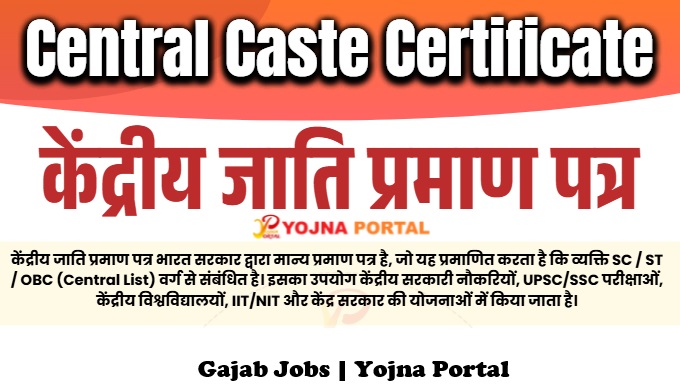 Central Caste Certificate
केंद्रीय जाति प्रमाण पत्र
YOJNA PORTAL
केंद्रीय जाति प्रमाण पत्र भारत सरकार द्वारा मान्य प्रमाण पत्र है, जो यह प्रमाणित करता है कि व्यक्ति SC / ST
/ OBC (Central List) वर्ग से संबंधित है। इसका उपयोग केंद्रीय सरकारी नौकरियों, UPSC/SSC परीक्षाओं,
केंद्रीय विश्वविद्यालयों, IIT/NIT और केंद्र सरकार की योजनाओं में किया जाता है।
Gajab Jobs | Yojna Portal